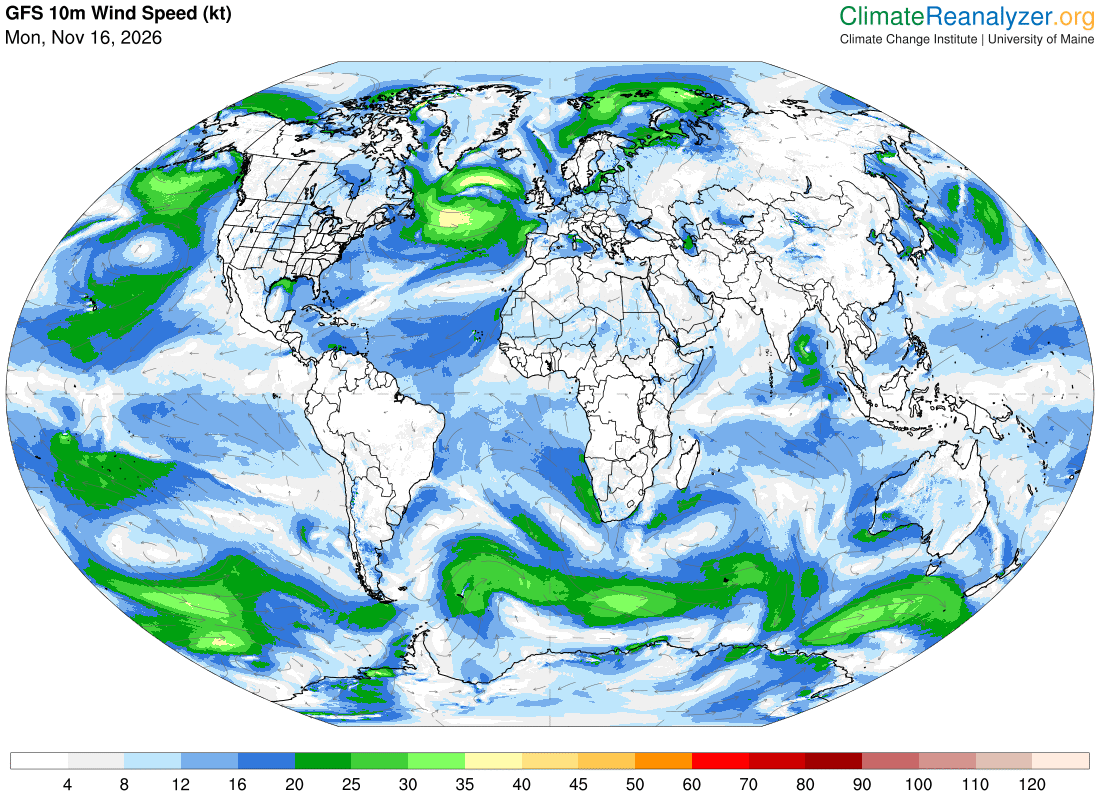 GFS 10m Wind Speed (kt)
Mon, Nov 16, 2026
ClimateReanalyzer.org
Climate Change Institute | University of Maine
4 8 12 16 20 25 30 35 40 45 50 60 70 80 90 100 110 120